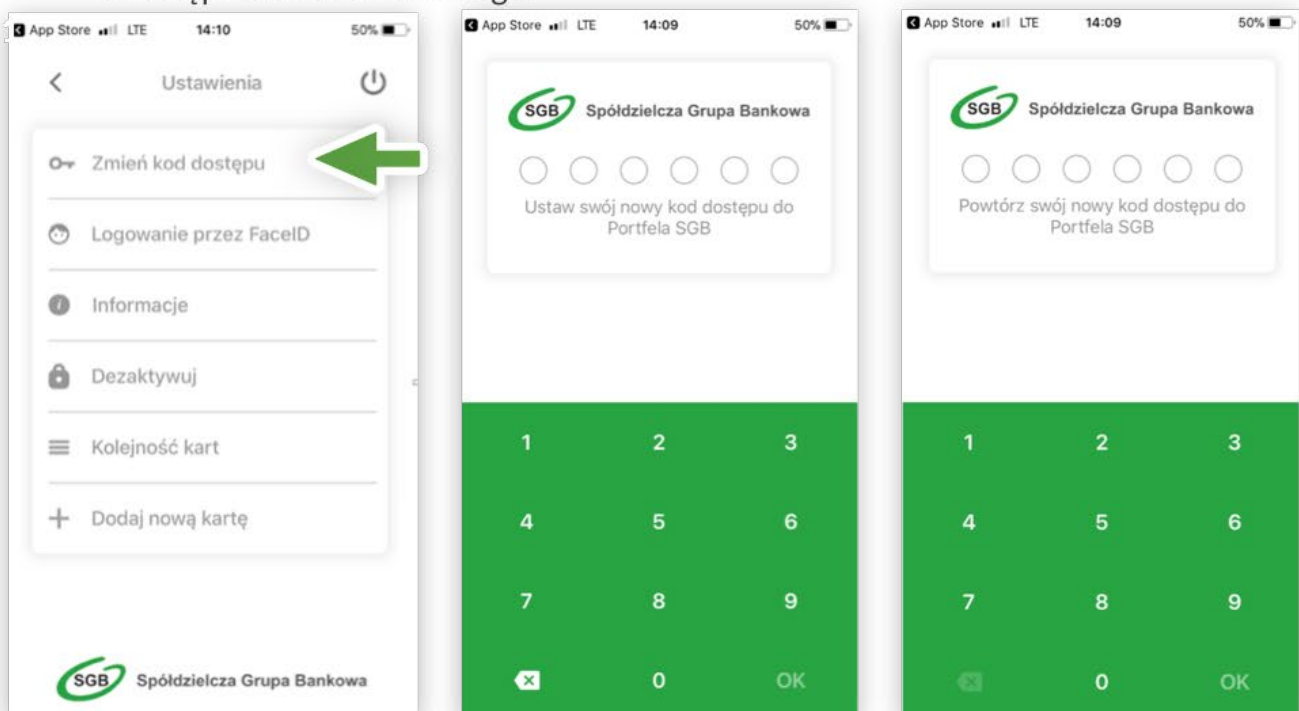 App Store LTE 14:10 50%
Ustawienia
Zmień kod dostępu
Logowanie przez FaceID
Informacje
Dezaktywuj
Kolejność kart
Dodaj nową kartę
SGB Spółdzielcza Grupa Bankowa
App Store LTE 14:09 50%
SGB Spółdzielcza Grupa Bankowa
Ustaw swój nowy kod dostępu do
Portfela SGB
1 2 3
4 5 6
7 8 9
0 OK
App Store LTE 14:09 50%
SGB Spółdzielcza Grupa Bankowa
Powtórz swój nowy kod dostępu do
Portfela SGB
1 2 3
4 5 6
7 8 9
0 OK